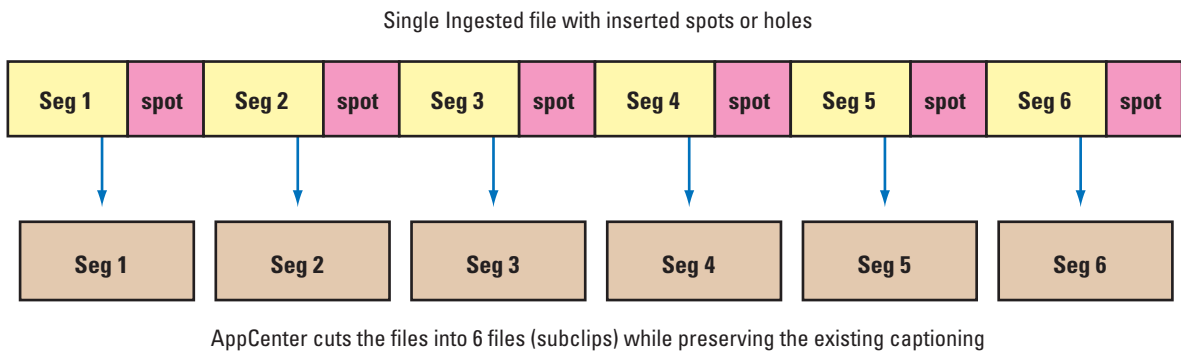 Single Ingested file with inserted spots or holes
Seg 1 spot Seg 2 spot Seg 3 spot Seg 4 spot Seg 5 spot Seg 6 spot
Seg 1 Seg 2 Seg 3 Seg 4 Seg 5 Seg 6
AppCenter cuts the files into 6 files (subclips) while preserving the existing captioning